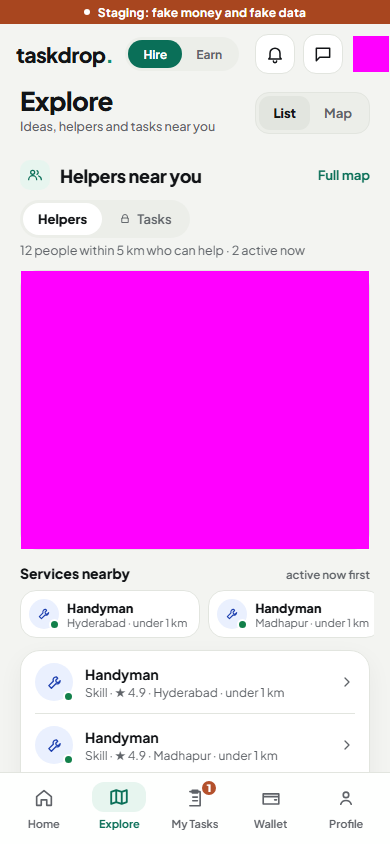 Staging: fake money and fake data
taskdrop.
Hire
Earn
Explore
Ideas, helpers and tasks near you
List
Map
Helpers near you
Full map
Helpers
Tasks
12 people within 5 km who can help · 2 active now
Services nearby
active now first
Handyman
Hyderabad · under 1 km
Handyman
Madhapur · under 1 km
Handyman
Skill · ★ 4.9 · Hyderabad · under 1 km
Handyman
Skill · ★ 4.9 · Madhapur · under 1 km
1
Home
Explore
My Tasks
Wallet
Profile